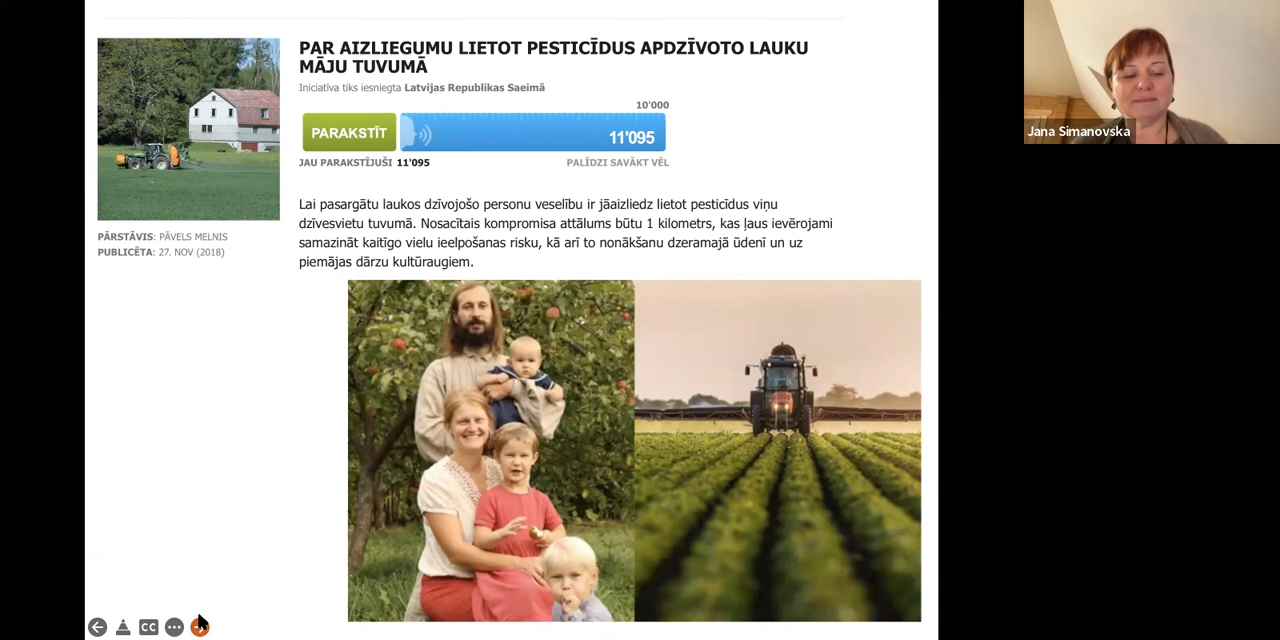 PAR AIZLIEGUMU LIETOT PESTICĪDUS APDZĪVOTO LAUKU
MĀJU TUVUMĀ
Iniciatīva tiks iesniegta Latvijas Republikas Saeimā
10'000
PARAKSTĪT
11'095
JAU PARAKSTĪJUŠI 11'095
PALĪDZI SAVĀKT VĒL
PĀRSTĀVIS: PĀVELS MELNIS
PUBLICĒTA: 27. NOV (2018)
Lai pasargātu laukos dzīvojošo personu veselību ir jāaizliedz lietot pesticīdus viņu
dzīvesvietu tuvumā. Nosacītais kompromisa attālums būtu 1 kilometrs, kas ļaus ievērojami
samazināt kaitīgo vielu ieelpošanas risku, kā arī to nonākšanu dzeramajā ūdenī un uz
piemājas dārzu kultūraugiem.
Jana Simanovska
CC